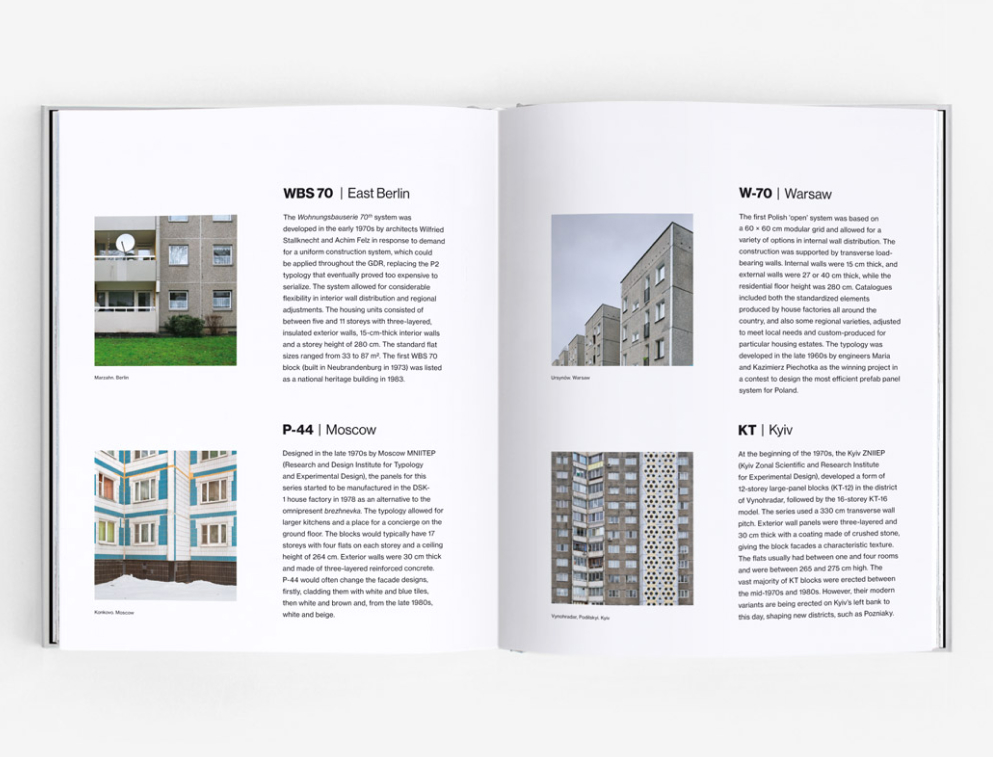 WBS 70 | East Berlin
The Wohnungsbauserie 70th system was
developed in the early 1970s by architects Wilfried
Stallknecht and Achim Felz in response to demand
for a uniform construction system, which could
be applied throughout the GDR, replacing the P2
typology that eventually proved too expensive to
serialize. The system allowed for considerable
flexibility in interior wall distribution and regional
adjustments. The housing units consisted of
between five and 11 storeys with three-layered,
insulated exterior walls, 15-cm-thick interior walls
and a storey height of 280 cm. The standard flat
sizes ranged from 33 to 87 m². The first WBS 70
block (built in Neubrandenburg in 1973) was listed
as a national heritage building in 1983.
Marzahn, Berlin
P-44 | Moscow
Designed in the late 1970s by Moscow MNIITEP
(Research and Design Institute for Typology
and Experimental Design), the panels for this
series started to be manufactured in the DSK-
1 house factory in 1978 as an alternative to the
omnipresent brezhnevka. The typology allowed for
larger kitchens and a place for a concierge on the
ground floor. The blocks would typically have 17
storeys with four flats on each storey and a ceiling
height of 264 cm. Exterior walls were 30 cm thick
and made of three-layered reinforced concrete.
P-44 would often change the facade designs,
firstly, cladding them with white and blue tiles,
then white and brown and, from the late 1980s,
white and beige.
Konkovo, Moscow
W-70 | Warsaw
The first Polish 'open' system was based on
a 60 × 60 cm modular grid and allowed for a
variety of options in internal wall distribution. The
construction was supported by transverse load-
bearing walls. Internal walls were 15 cm thick, and
external walls were 27 or 40 cm thick, while the
residential floor height was 280 cm. Catalogues
included both the standardized elements
produced by house factories all around the
country, and also some regional varieties, adjusted
to meet local needs and custom-produced for
particular housing estates. The typology was
developed in the late 1960s by engineers Maria
and Kazimierz Piechotka as the winning project in
a contest to design the most efficient prefab panel
system for Poland.
Ursynów, Warsaw
KT | Kyiv
At the beginning of the 1970s, the Kyiv ZNIIEP
(Kyiv Zonal Scientific and Research Institute
for Experimental Design), developed a form of
12-storey large-panel blocks (KT-12) in the district
of Vynohradar, followed by the 16-storey KT-16
model. The series used a 330 cm transverse wall
pitch. Exterior wall panels were three-layered and
30 cm thick with a coating made of crushed stone,
giving the block facades a characteristic texture.
The flats usually had between one and four rooms
and were between 265 and 275 cm high. The
vast majority of KT blocks were erected between
the mid-1970s and 1980s. However, their modern
variants are being erected on Kyiv's left bank to
this day, shaping new districts, such as Pozniaky.
Vynohradar, Podilskyi, Kyiv